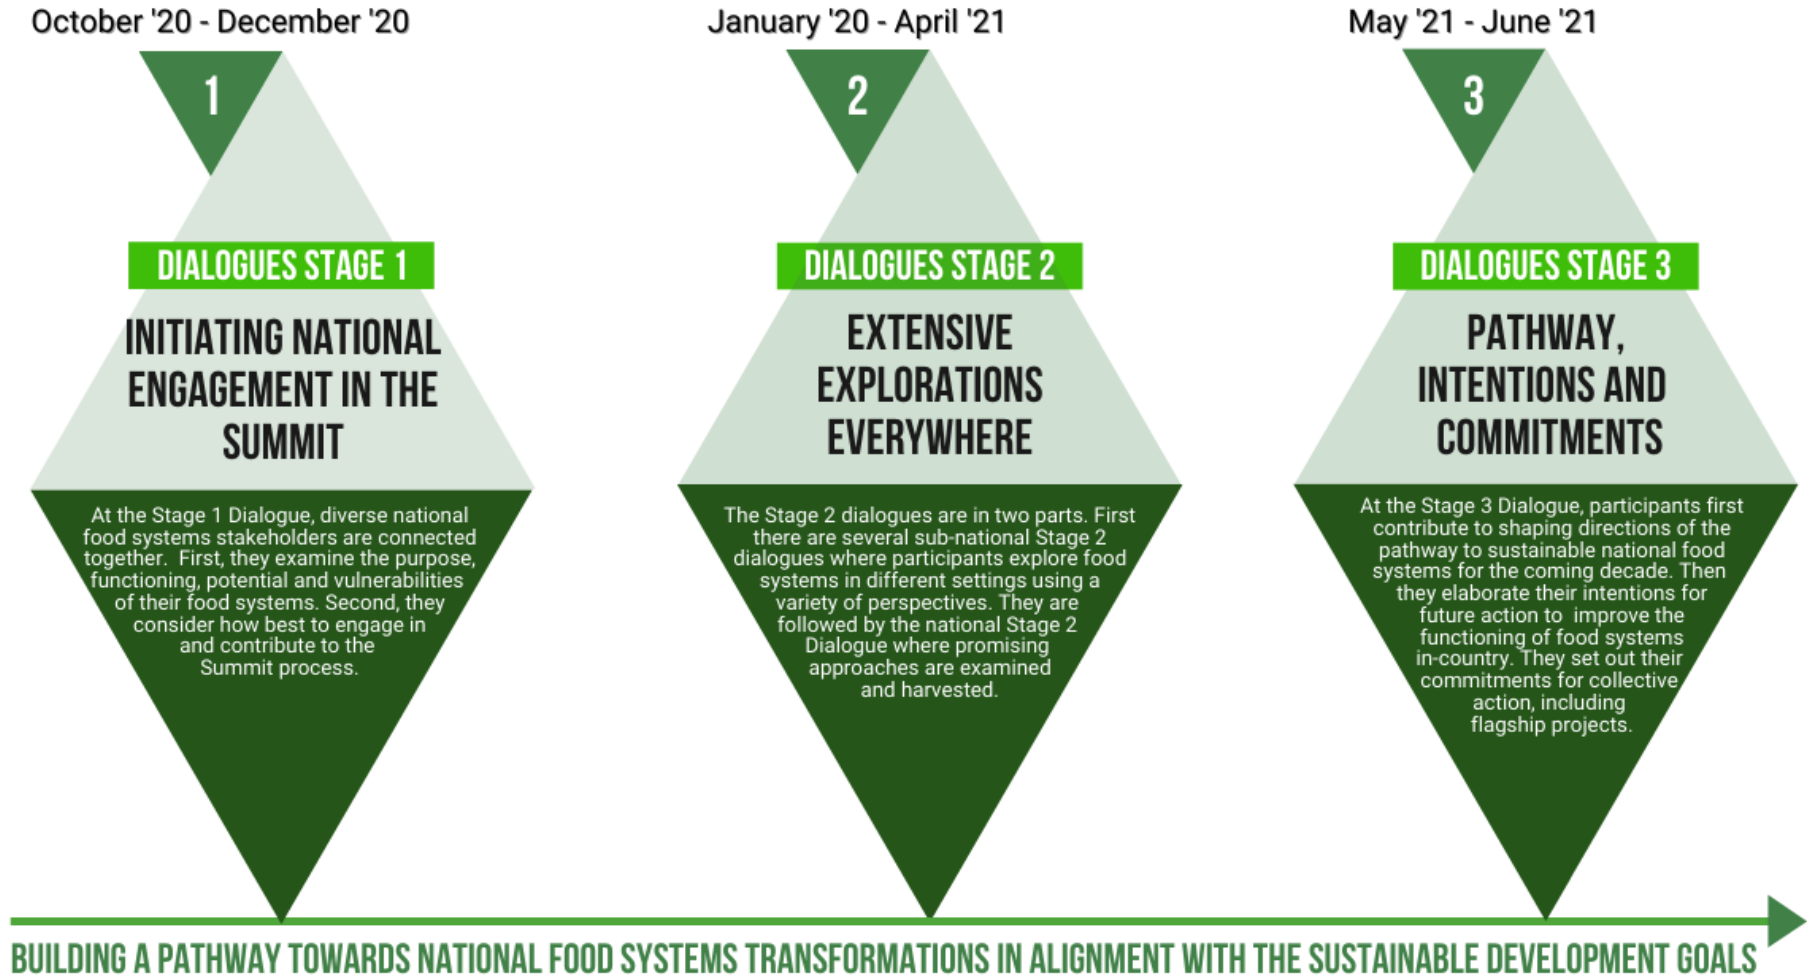 October '20 - December '20
1
DIALOGUES STAGE 1
INITIATING NATIONAL
ENGAGEMENT IN THE
SUMMIT
At the Stage 1 Dialogue, diverse national
food systems stakeholders are connected
together. First, they examine the purpose,
functioning, potential and vulnerabilities
of their food systems. Second, they
consider how best to engage in
and contribute to the
Summit process.
January '20 - April '21
2
DIALOGUES STAGE 2
EXTENSIVE
EXPLORATIONS
EVERYWHERE
The Stage 2 dialogues are in two parts. First
there are several sub-national Stage 2
dialogues where participants explore food
systems in different settings using a
variety of perspectives. They are
followed by the national Stage 2
Dialogue where promising
approaches are examined
and harvested.
May '21 - June '21
3
DIALOGUES STAGE 3
PATHWAY,
INTENTIONS AND
COMMITMENTS
At the Stage 3 Dialogue, participants first
contribute to shaping directions of the
pathway to sustainable national food
systems for the coming decade. Then
they elaborate their intentions for
future action to improve the
functioning of food systems
in-country. They set out their
commitments for collective
action, including
flagship projects.
BUILDING A PATHWAY TOWARDS NATIONAL FOOD SYSTEMS TRANSFORMATIONS IN ALIGNMENT WITH THE SUSTAINABLE DEVELOPMENT GOALS